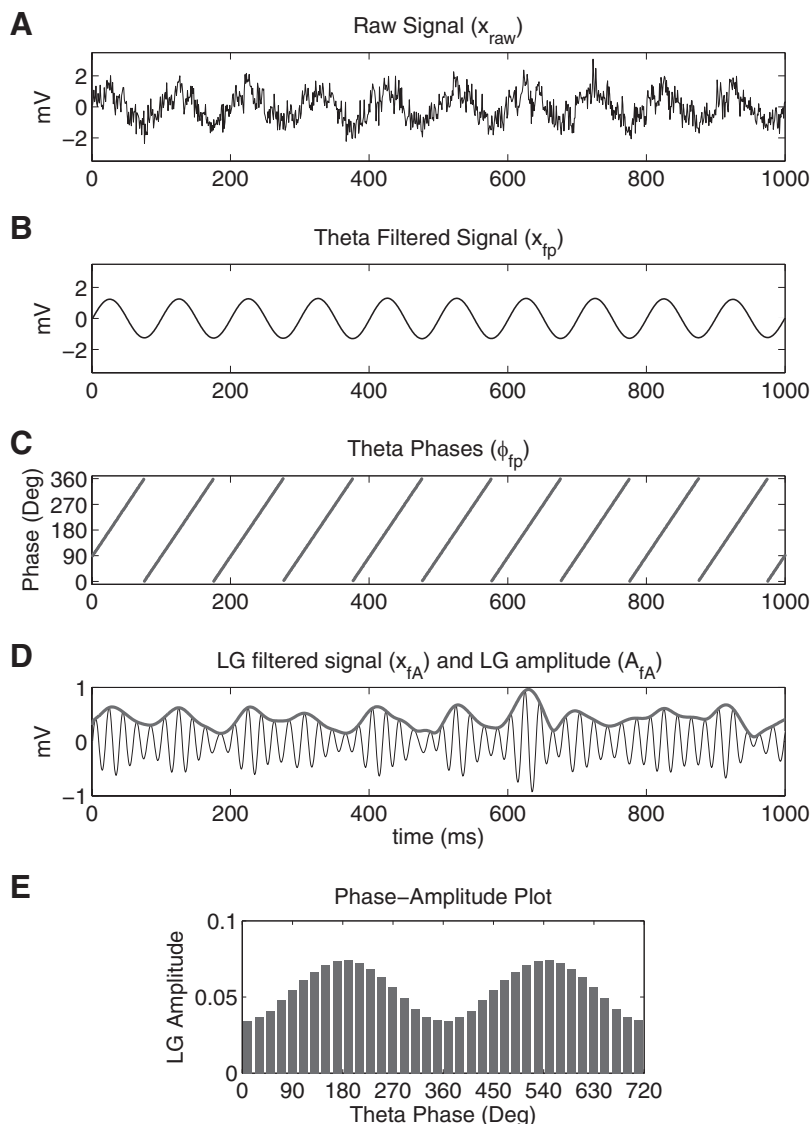 A
Raw Signal (x_raw)
mV
2
0
−2
0 200 400 600 800 1000
B
Theta Filtered Signal (x_fp)
mV
2
0
−2
0 200 400 600 800 1000
C
Theta Phases (ϕ_fp)
Phase (Deg)
360
270
180
90
0
0 200 400 600 800 1000
D
LG filtered signal (x_fA) and LG amplitude (A_fA)
mV
1
0
−1
0 200 400 600 800 1000
time (ms)
E
Phase−Amplitude Plot
LG Amplitude
0.1
0.05
0
0 90 180 270 360 450 540 630 720
Theta Phase (Deg)